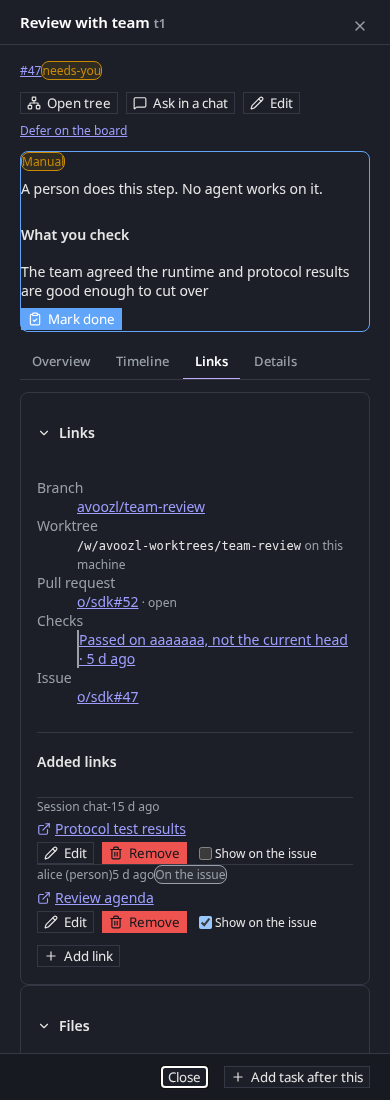 Review with team t1
#47 needs-you
Open tree Ask in a chat Edit
Defer on the board
Manual
A person does this step. No agent works on it.
What you check
The team agreed the runtime and protocol results
are good enough to cut over
Mark done
Overview Timeline Links Details
Links
Branch
avoozl/team-review
Worktree
/w/avoozl-worktrees/team-review on this
machine
Pull request
o/sdk#52 · open
Checks
Passed on aaaaaaa, not the current head
· 5 d ago
Issue
o/sdk#47
Added links
Session chat-15 d ago
Protocol test results
Edit Remove Show on the issue
alice (person)5 d ago On the issue
Review agenda
Edit Remove Show on the issue
Add link
Files
Close Add task after this